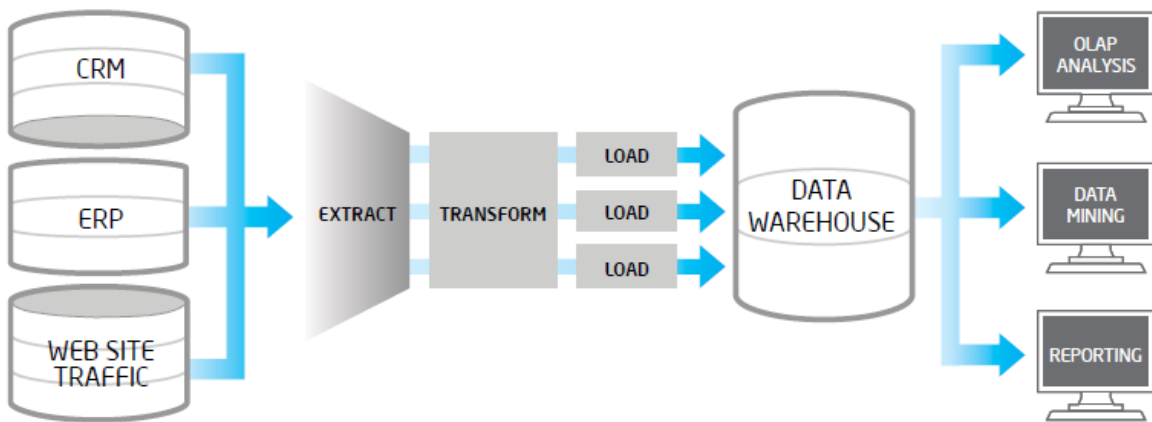 CRM
ERP
WEB SITE
TRAFFIC
EXTRACT
TRANSFORM
LOAD
LOAD
LOAD
DATA
WAREHOUSE
OLAP
ANALYSIS
DATA
MINING
REPORTING